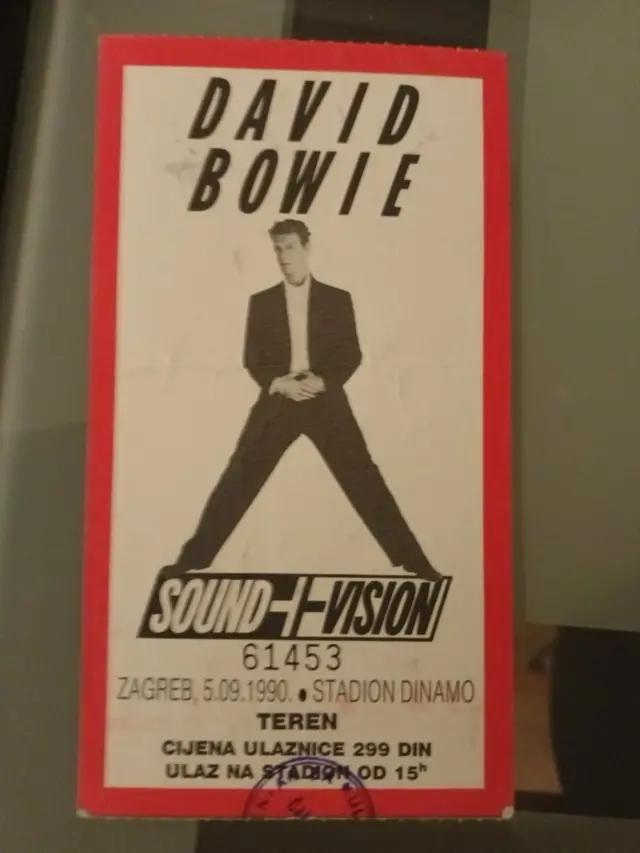 DAVID
BOWIE
SOUND+VISION
61453
ZAGREB, 5.09.1990. • STADION DINAMO
TEREN
CIJENA ULAZNICE 299 DIN
ULAZ NA STADION OD 15ʰ